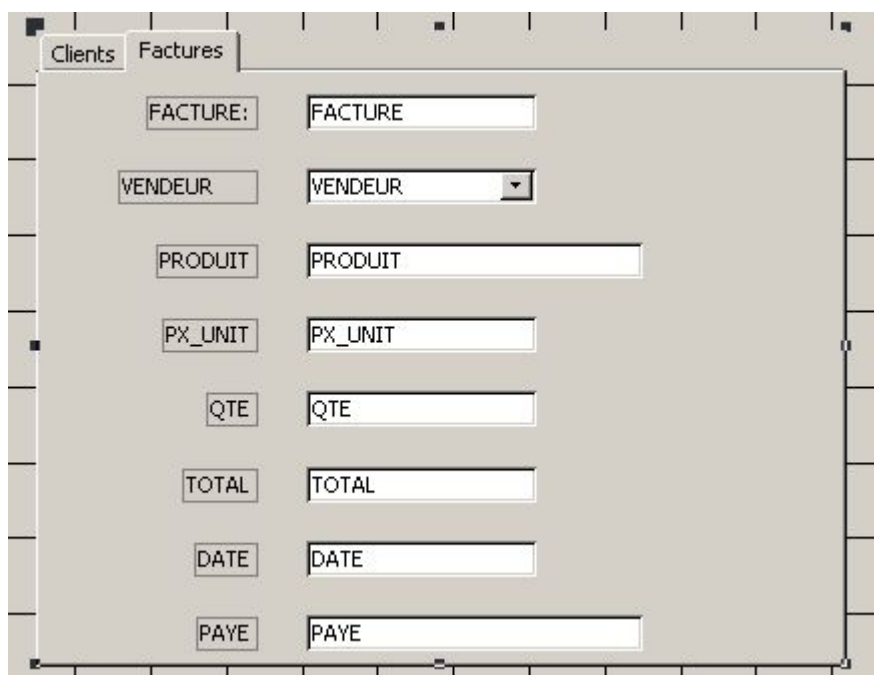 Clients Factures
FACTURE: FACTURE
VENDEUR VENDEUR
PRODUIT PRODUIT
PX_UNIT PX_UNIT
QTE QTE
TOTAL TOTAL
DATE DATE
PAYE PAYE